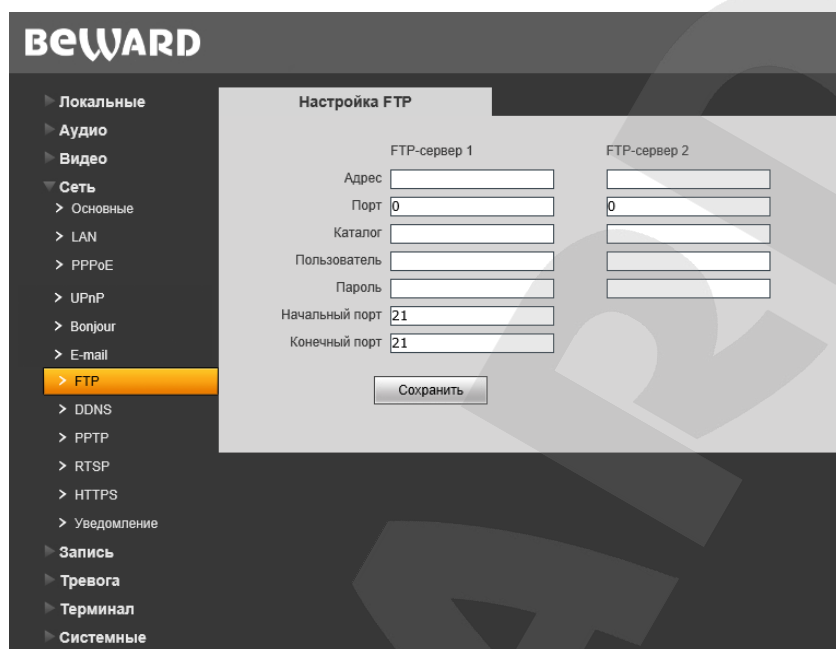 BEWARD
Локальные
Аудио
Видео
Сеть
Основные
LAN
PPPoE
UPnP
Bonjour
E-mail
FTP
DDNS
PPTP
RTSP
HTTPS
Уведомление
Запись
Тревога
Терминал
Системные
Настройка FTP
FTP-сервер 1 FTP-сервер 2
Адрес
Порт 0 0
Каталог
Пользователь
Пароль
Начальный порт 21
Конечный порт 21
Сохранить